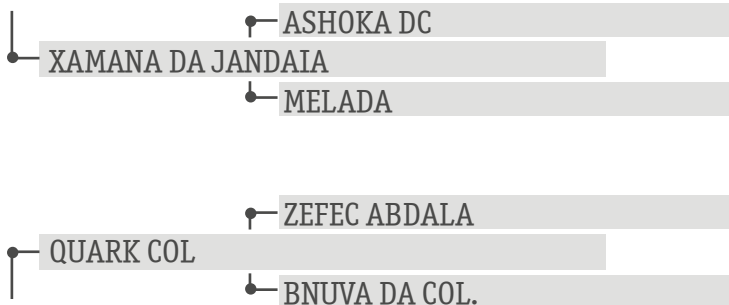 ASHOKA DC
XAMANA DA JANDAIA
MELADA
ZEFEC ABDALA
QUARK COL
BNUVA DA COL.